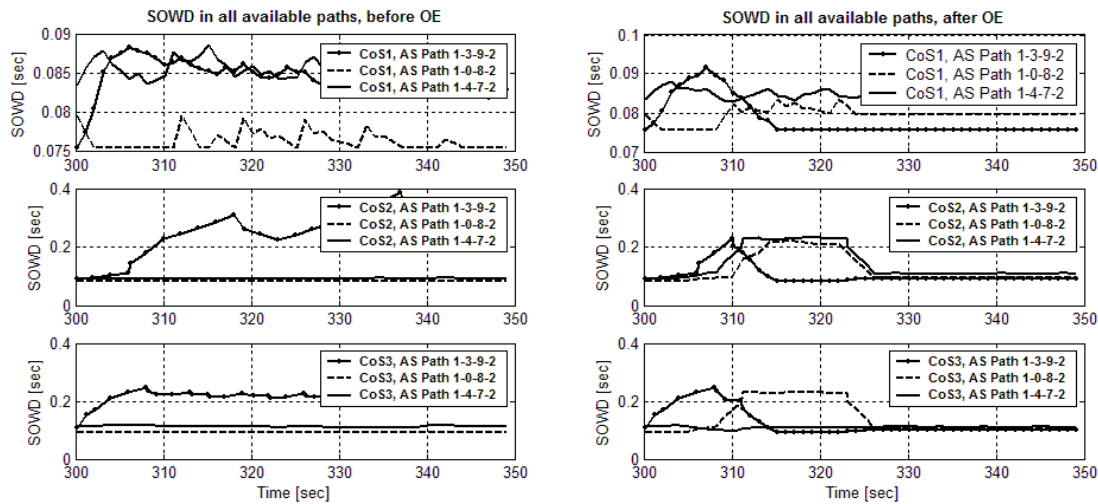 SOWD in all available paths, before OE
SOWD [sec]
0.09
0.085
0.08
0.075
CoS1, AS Path 1-3-9-2
CoS1, AS Path 1-0-8-2
CoS1, AS Path 1-4-7-2
300 310 320 330 340 350
SOWD [sec]
0.4
0.2
0
CoS2, AS Path 1-3-9-2
CoS2, AS Path 1-0-8-2
CoS2, AS Path 1-4-7-2
300 310 320 330 340 350
SOWD [sec]
0.4
0.2
0
CoS3, AS Path 1-3-9-2
CoS3, AS Path 1-0-8-2
CoS3, AS Path 1-4-7-2
300 310 320 330 340 350
Time [sec]
SOWD in all available paths, after OE
SOWD [sec]
0.1
0.09
0.08
0.07
CoS1, AS Path 1-3-9-2
CoS1, AS Path 1-0-8-2
CoS1, AS Path 1-4-7-2
300 310 320 330 340 350
SOWD [sec]
0.4
0.2
0
CoS2, AS Path 1-3-9-2
CoS2, AS Path 1-0-8-2
CoS2, AS Path 1-4-7-2
300 310 320 330 340 350
SOWD [sec]
0.4
0.2
0
CoS3, AS Path 1-3-9-2
CoS3, AS Path 1-0-8-2
CoS3, AS Path 1-4-7-2
300 310 320 330 340 350
Time [sec]